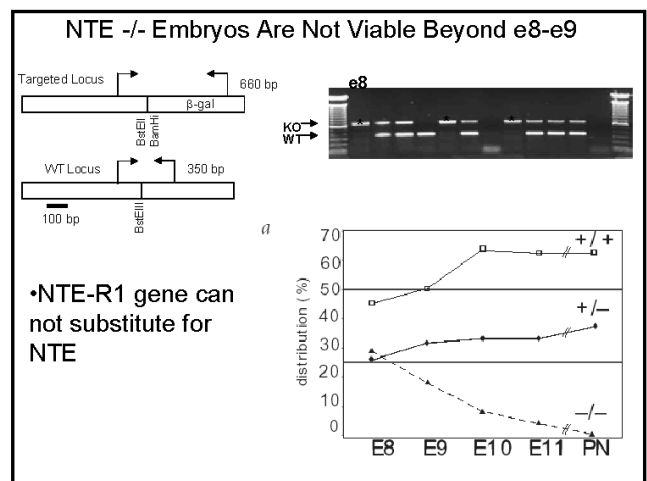 NTE -/- Embryos Are Not Viable Beyond e8-e9
Targeted Locus
660 bp
β-gal
BstEII
BamHi
WT Locus
350 bp
BstEIII
100 bp
e8
KO
WT
* * *
a
•NTE-R1 gene can
not substitute for
NTE
distribution (%)
70
60
50
40
30
20
10
0
+/+
+/−
−/−
E8 E9 E10 E11 PN